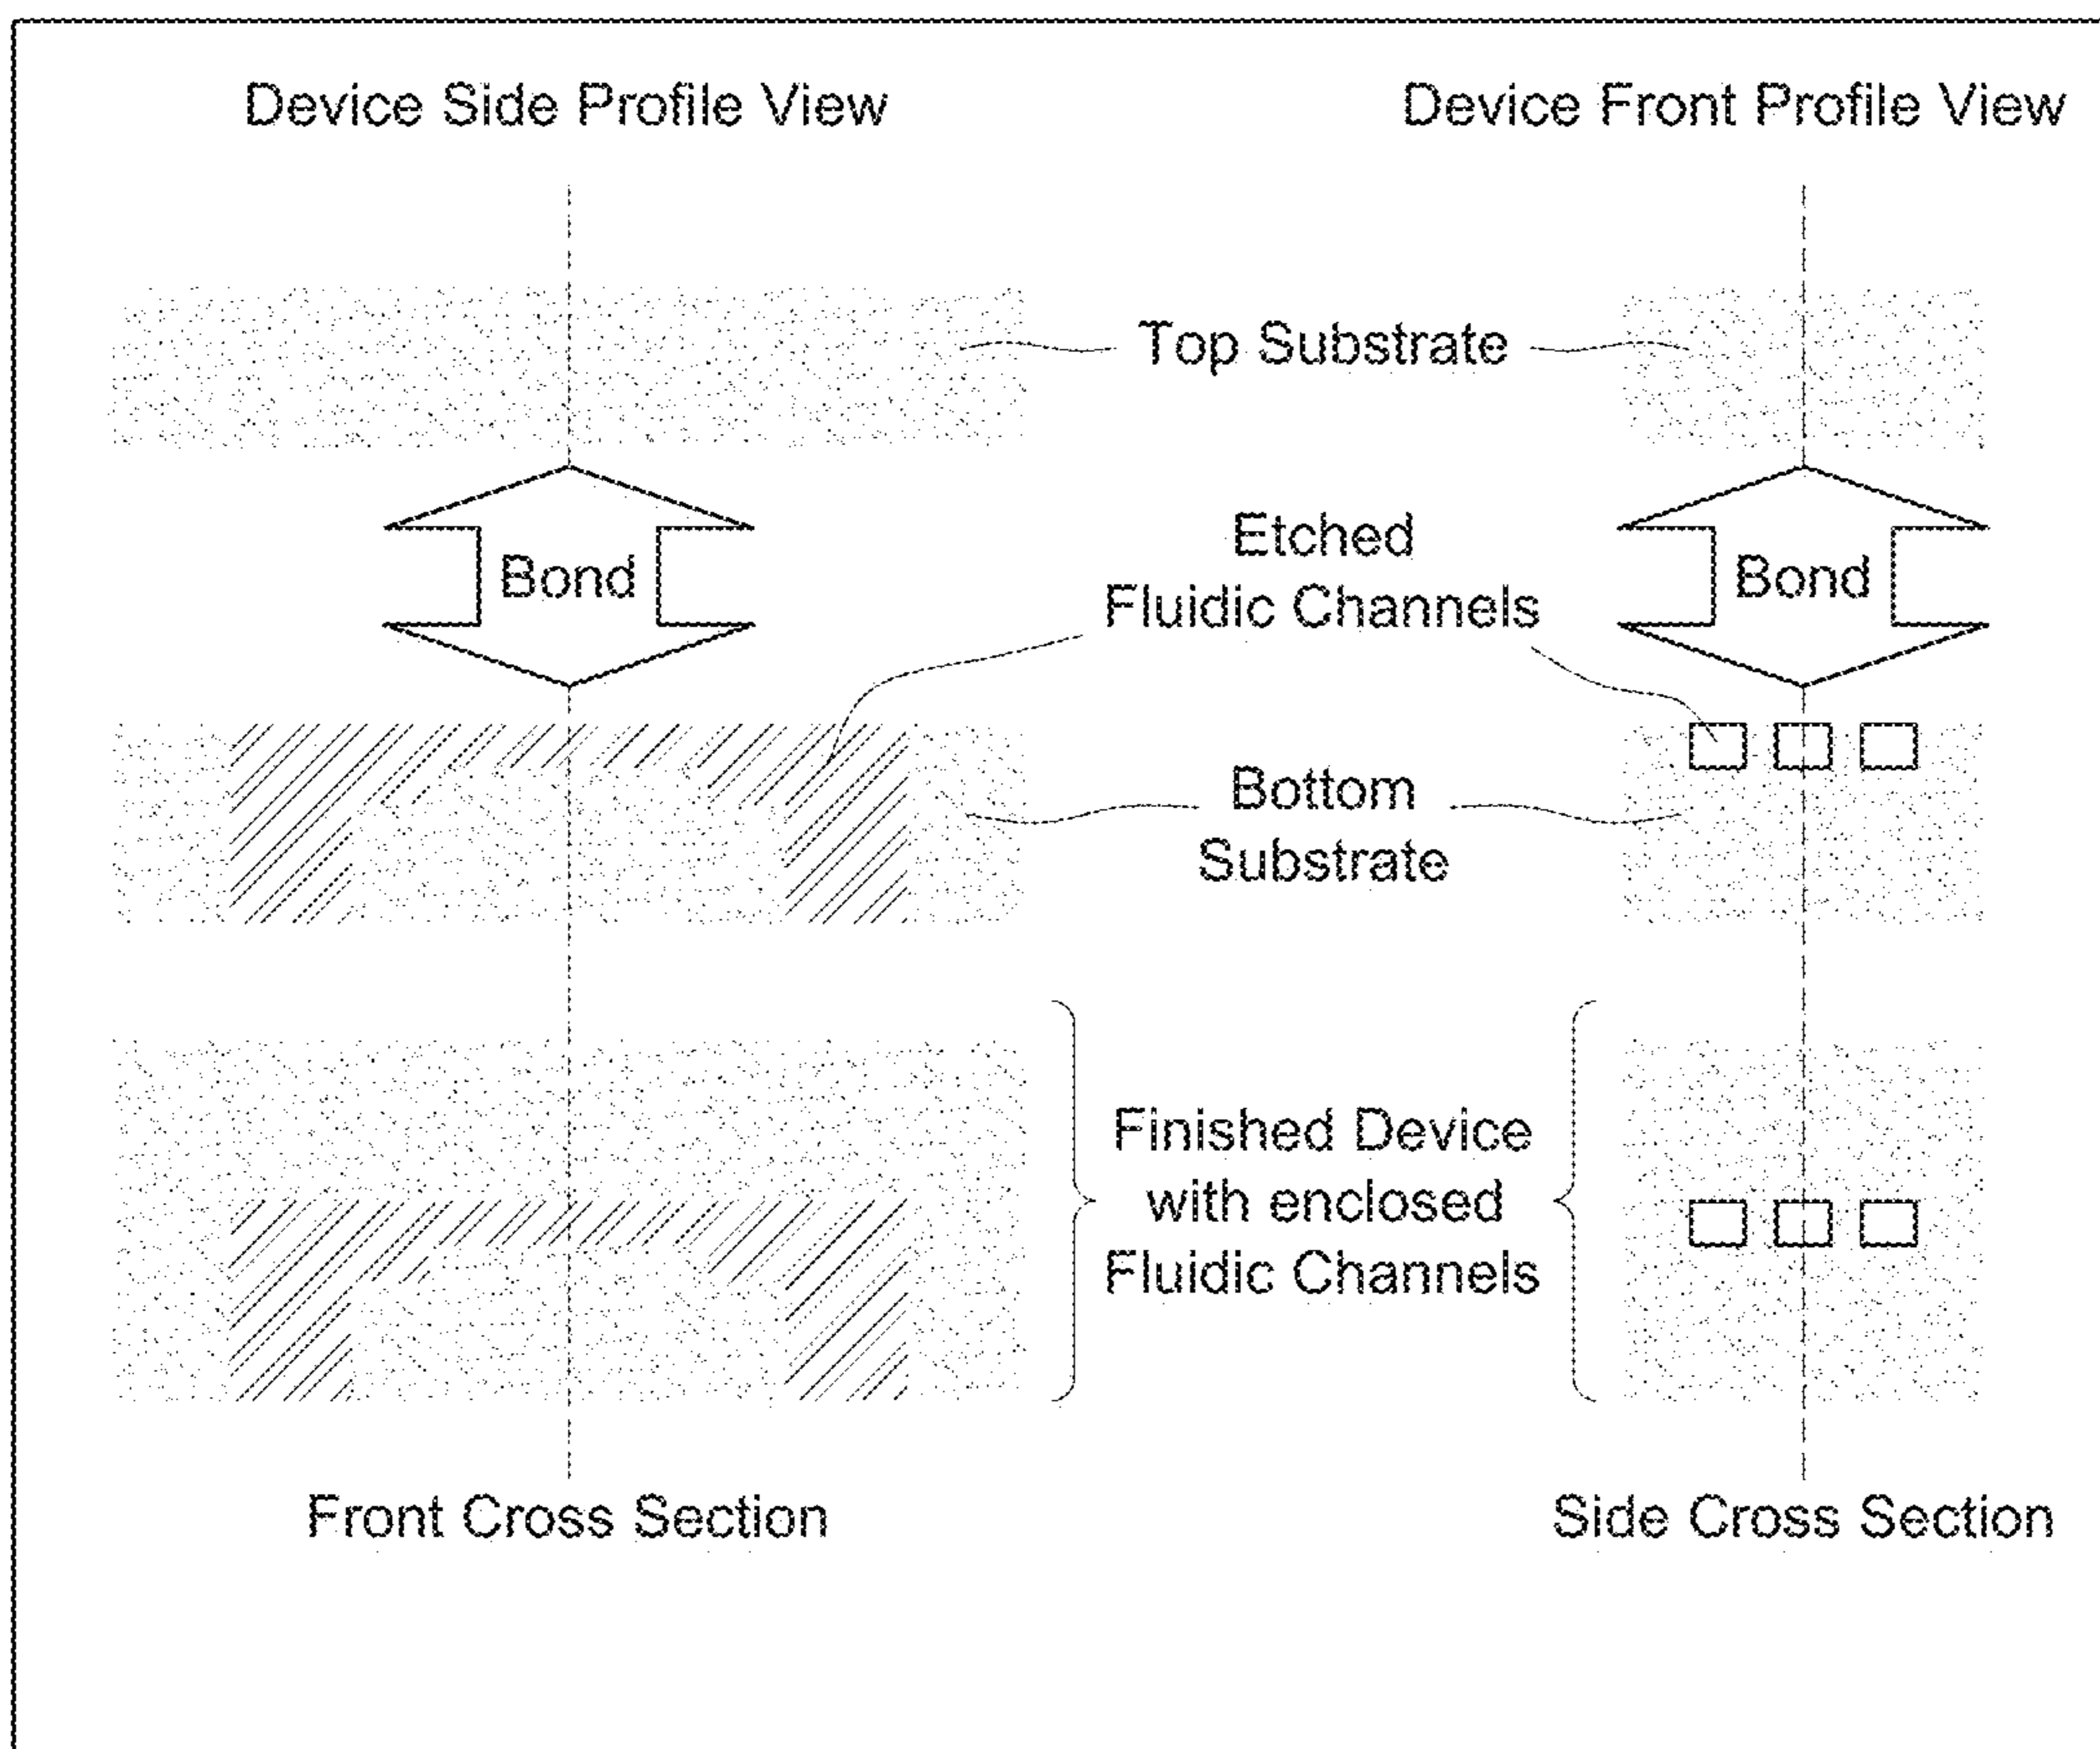 Device Side Profile View
Device Front Profile View
Top Substrate
Bond
Etched
Fluidic Channels
Bond
Bottom
Substrate
Finished Device
with enclosed
Fluidic Channels
Front Cross Section
Side Cross Section